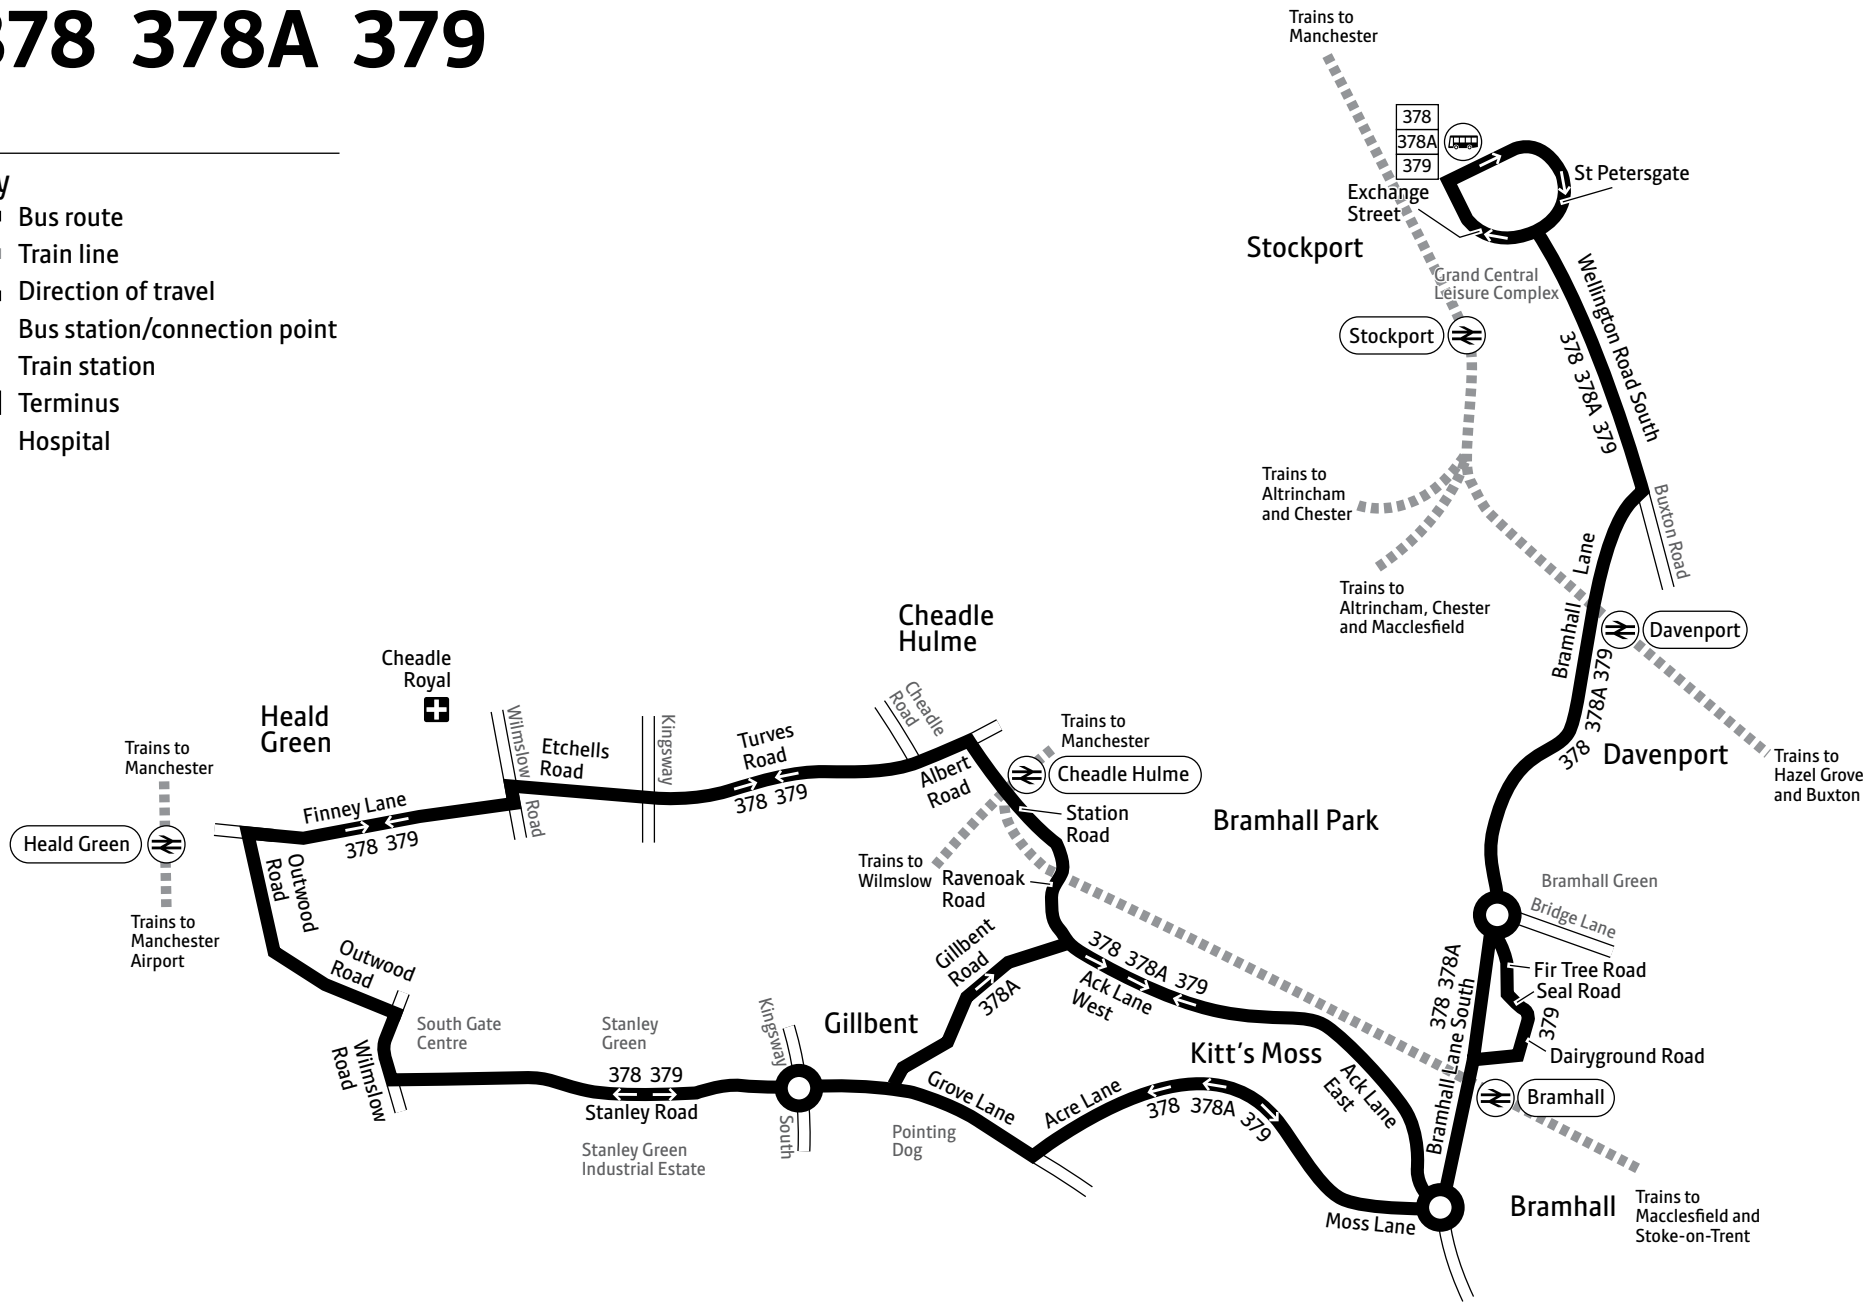 378 378A 379
Bus route
Train line
Direction of travel
Bus station/connection point
Train station
Terminus
Hospital
Trains to
Manchester
378
378A
379
Exchange
Street
St Petersgate
Stockport
Grand Central
Leisure Complex
Stockport
Wellington Road South
378 378A 379
Trains to
Altrincham
and Chester
Buxton Road
Trains to
Altrincham, Chester
and Macclesfield
Bramhall Lane
378 378A 379
Davenport
Davenport
Trains to
Hazel Grove
and Buxton
Cheadle
Hulme
Cheadle
Royal
Heald
Green
Trains to
Manchester
Heald Green
Trains to
Manchester
Airport
Finney Lane
378 379
Wilmslow
Road
Etchells
Road
Kingsway
Turves
Road
378 379
Cheadle
Road
Albert
Road
Trains to
Manchester
Cheadle Hulme
Station
Road
Trains to
Wilmslow
Ravenoak
Road
Bramhall Park
Bramhall Green
Bridge Lane
Fir Tree Road
Seal Road
379
Dairyground Road
378 378A
Bramhall Lane South
Bramhall
Trains to
Macclesfield and
Stoke-on-Trent
Bramhall
Outwood
Road
Outwood
Road
Wilmslow
Road
South Gate
Centre
Stanley
Green
378 379
Stanley Road
Stanley Green
Industrial Estate
Kingsway
South
Gillbent
Gillbent
Road
378A
378 378A 379
Ack Lane
West
Kitt's Moss
Ack Lane
East
Grove Lane
Pointing
Dog
Acre Lane
378 378A 379
Moss Lane